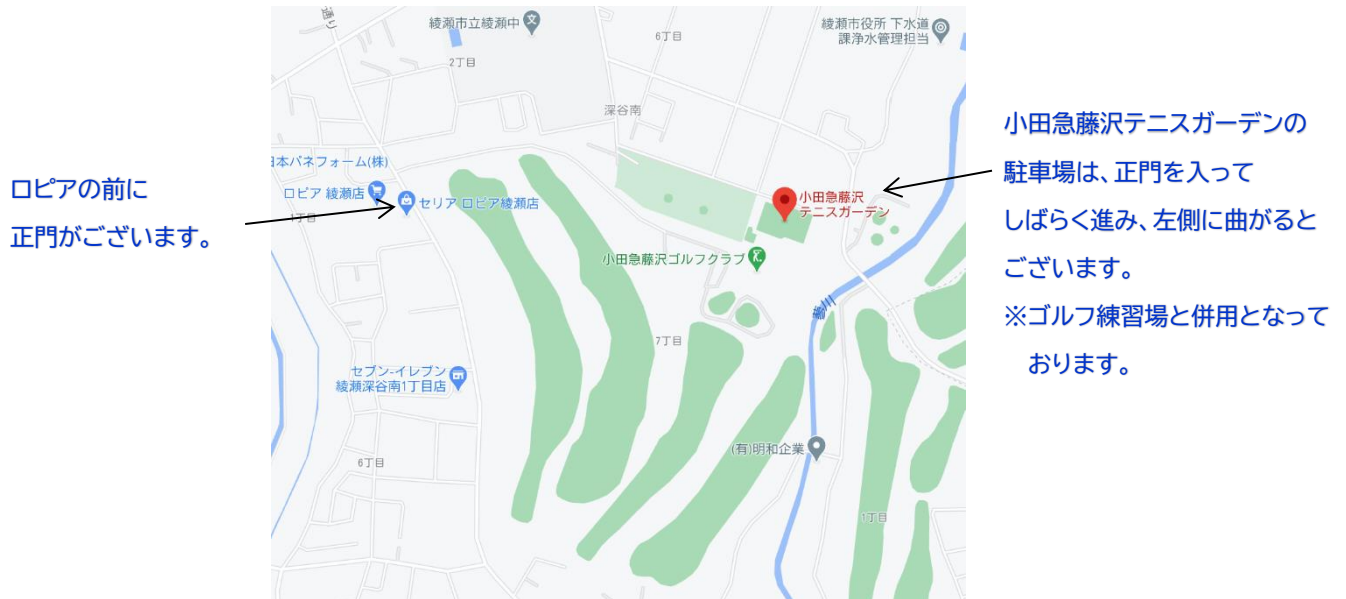 ロピアの前に
正門がございます。
通り
綾瀬市立綾瀬中
6丁目
綾瀬市役所 下水道
課浄水管理担当
2丁目
深谷南
日本パネフォーム(株)
ロピア 綾瀬店
セリア ロピア綾瀬店
1丁目
小田急藤沢
テニスガーデン
小田急藤沢ゴルフクラブ
蓼川
7丁目
セブン-イレブン
綾瀬深谷南1丁目店
(有)明和企業
6丁目
1丁目
小田急藤沢テニスガーデンの
駐車場は、正門を入って
しばらく進み、左側に曲がると
ございます。
※ゴルフ練習場と併用となって
おります。